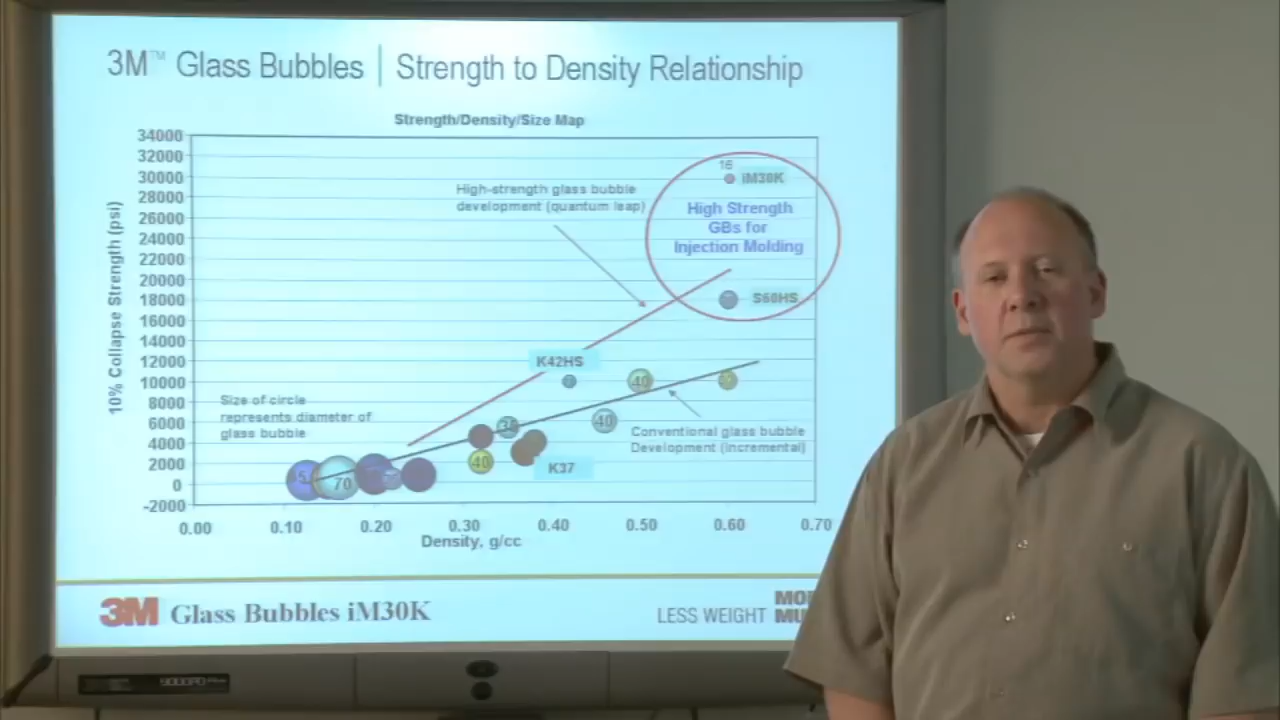 3M™ Glass Bubbles | Strength to Density Relationship
Strength/Density/Size Map
34000
32000
30000
28000
26000
24000
22000
20000
18000
16000
14000
12000
10000
8000
6000
4000
2000
0
-2000
10% Collapse Strength (psi)
16
iM30K
High-strength glass bubble
development (quantum leap)
High Strength
GBs for
Injection Molding
S60HS
K42HS
40
Size of circle
represents diameter of
glass bubble
40
Conventional glass bubble
Development (incremental)
40
K37
70
0.00 0.10 0.20 0.30 0.40 0.50 0.60 0.70
Density, g/cc
3M Glass Bubbles iM30K
LESS WEIGHT